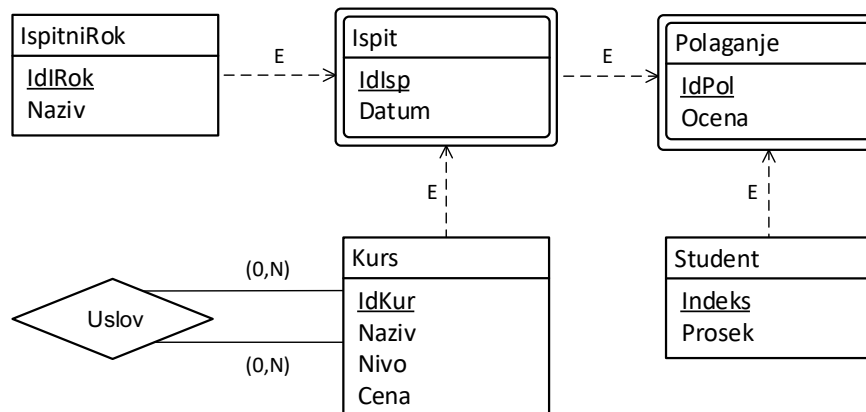 IspitniRok
IdIRok
Naziv
E
Ispit
IdIsp
Datum
E
Polaganje
IdPol
Ocena
E
E
Uslov
(0,N)
(0,N)
Kurs
IdKur
Naziv
Nivo
Cena
Student
Indeks
Prosek